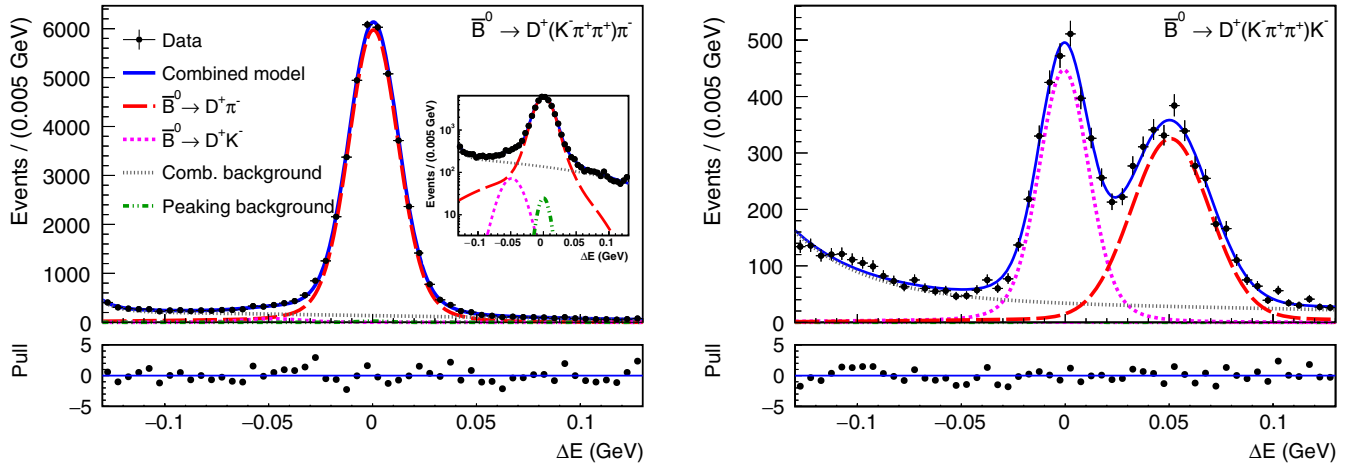 B̅⁰ → D⁺(K⁻π⁺π⁺)π⁻
Data
Combined model
B̅⁰ → D⁺π⁻
B̅⁰ → D⁺K⁻
Comb. background
Peaking background
Events / (0.005 GeV)
6000
5000
4000
3000
2000
1000
0
Events / (0.005 GeV)
10³
10²
10
−0.1 −0.05 0 0.05 0.1
ΔE (GeV)
Pull
5
0
−5
−0.1 −0.05 0 0.05 0.1
ΔE (GeV)
B̅⁰ → D⁺(K⁻π⁺π⁺)K⁻
Events / (0.005 GeV)
500
400
300
200
100
0
Pull
5
0
−5
−0.1 −0.05 0 0.05 0.1
ΔE (GeV)